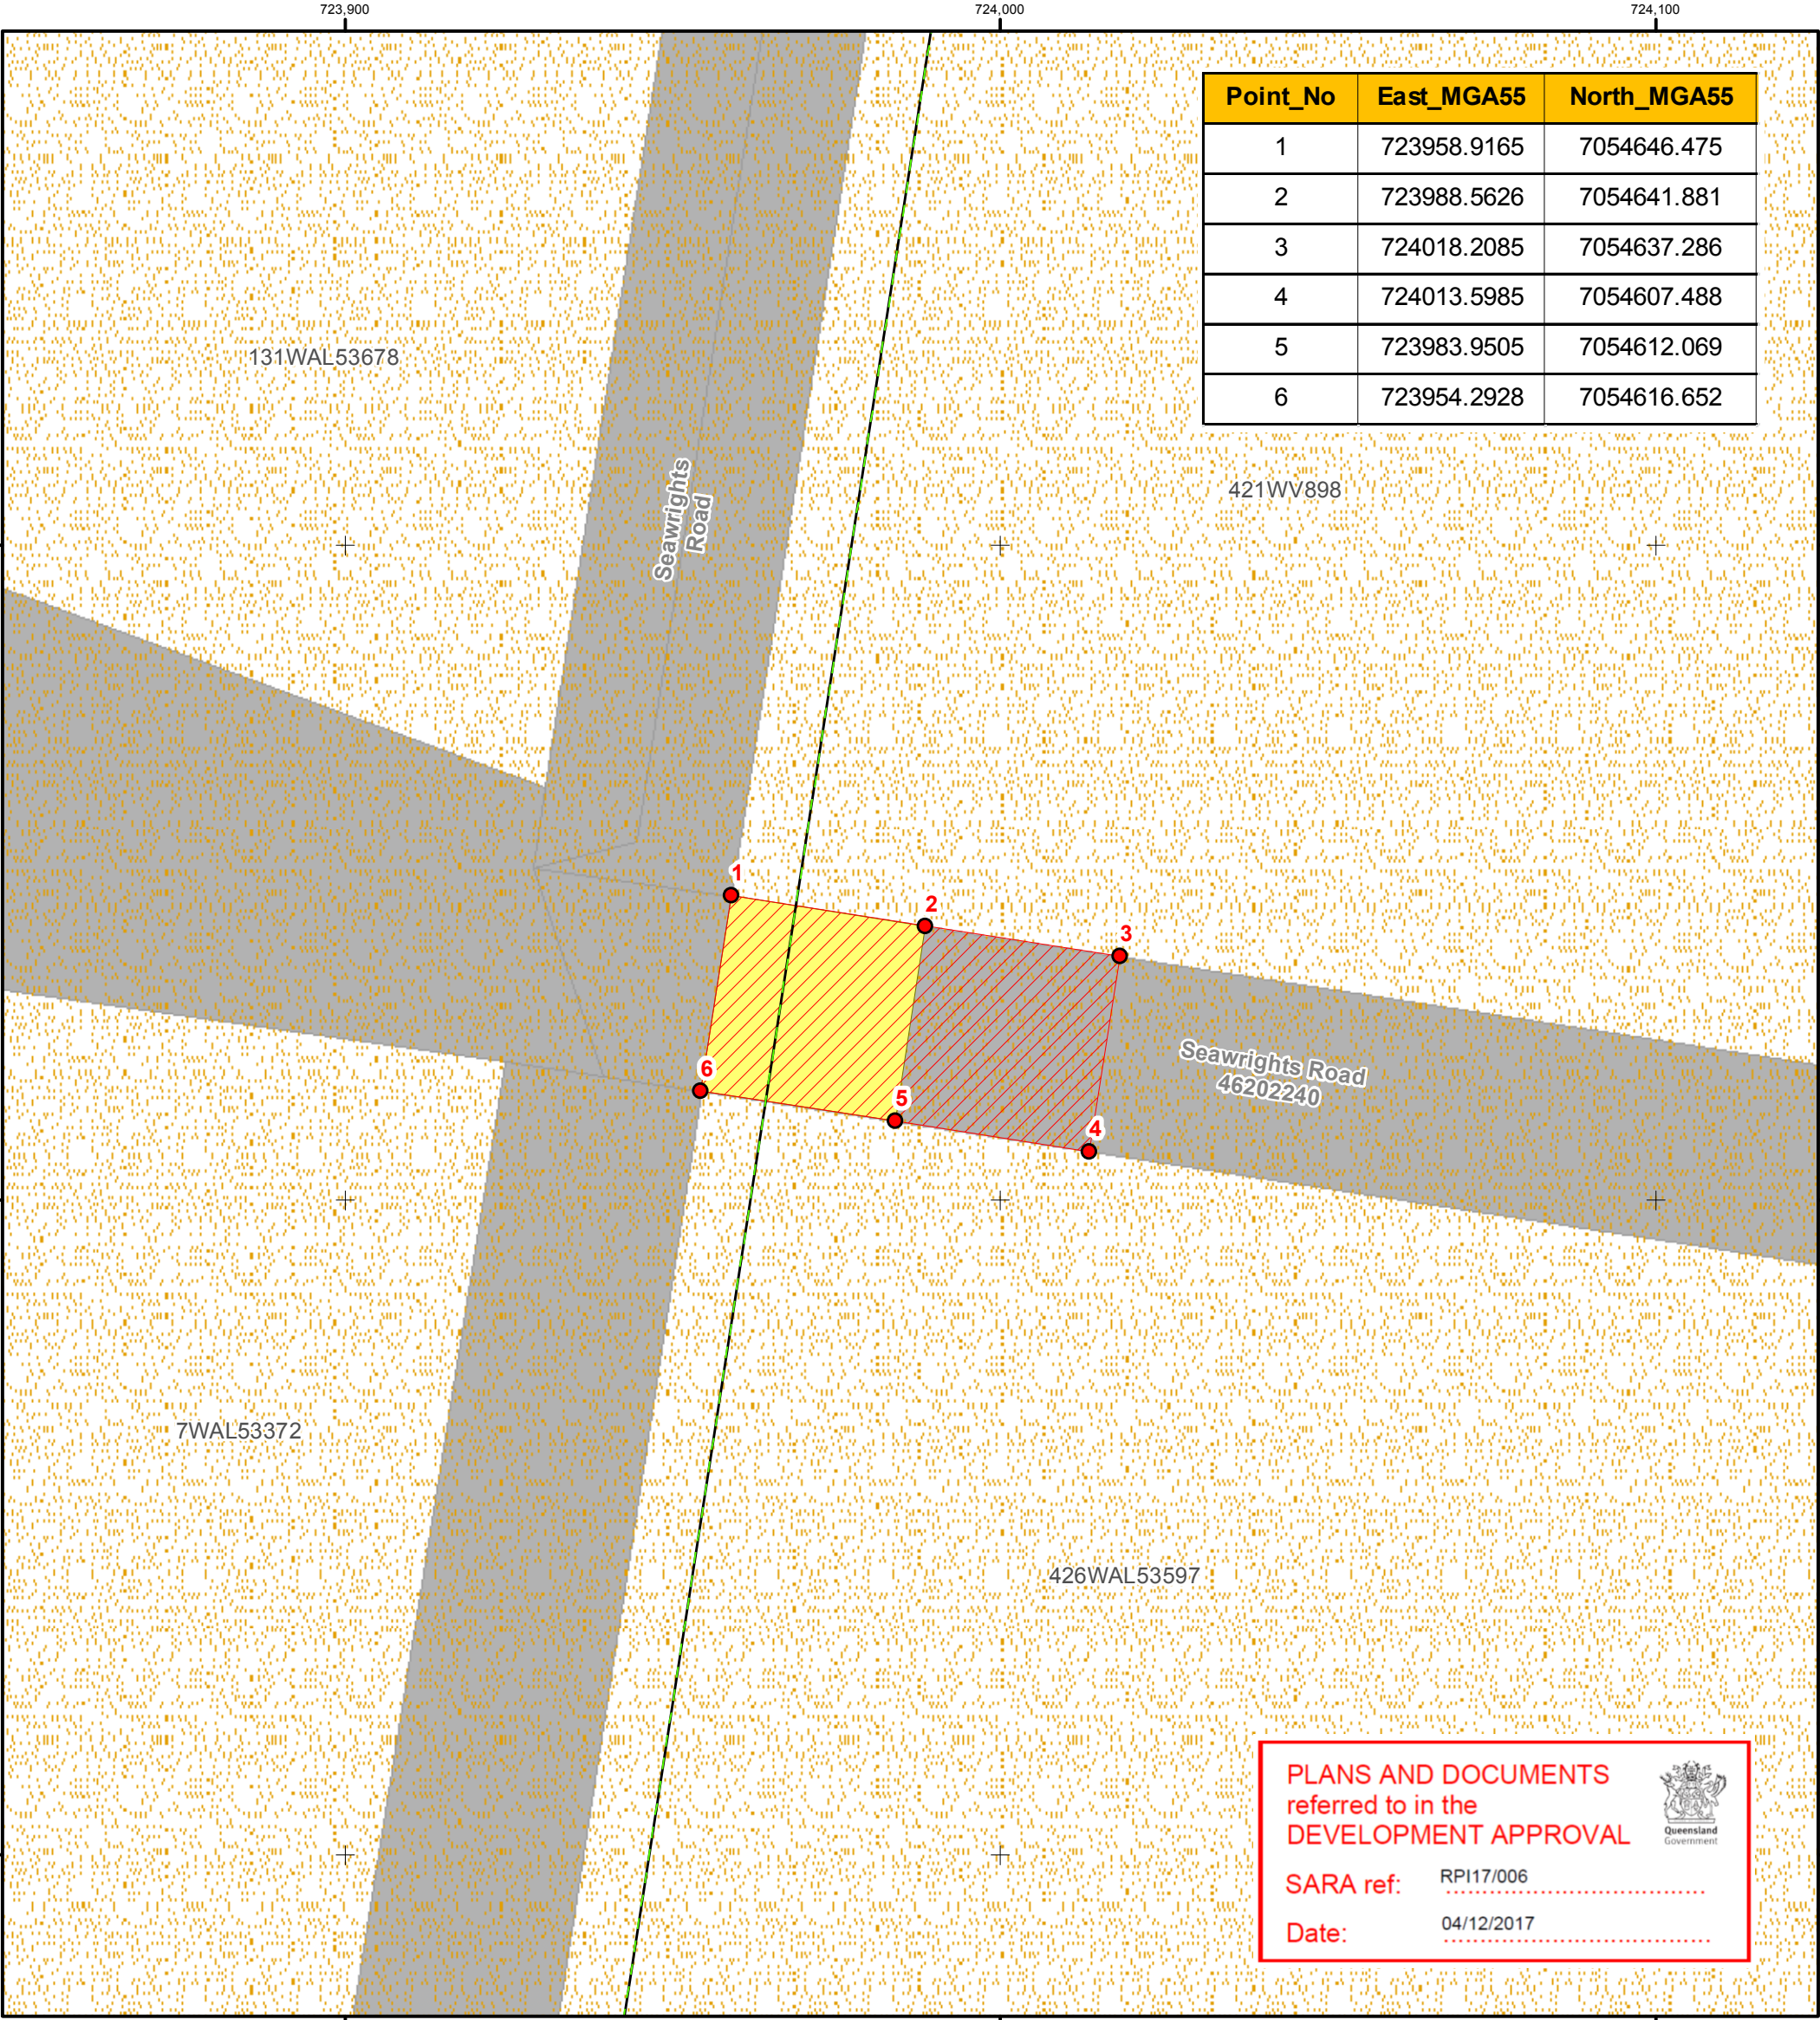 723,900
724,000
724,100
Point_No East_MGA55 North_MGA55
1 723958.9165 7054646.475
2 723988.5626 7054641.881
3 724018.2085 7054637.286
4 724013.5985 7054607.488
5 723983.9505 7054612.069
6 723954.2928 7054616.652
131WAL53678
421WV898
Seawrights
Road
1
2
3
Seawrights Road
46202240
6
5
4
7WAL53372
426WAL53597
PLANS AND DOCUMENTS
referred to in the
DEVELOPMENT APPROVAL
Queensland
Government
SARA ref: RPI17/006
Date: 04/12/2017